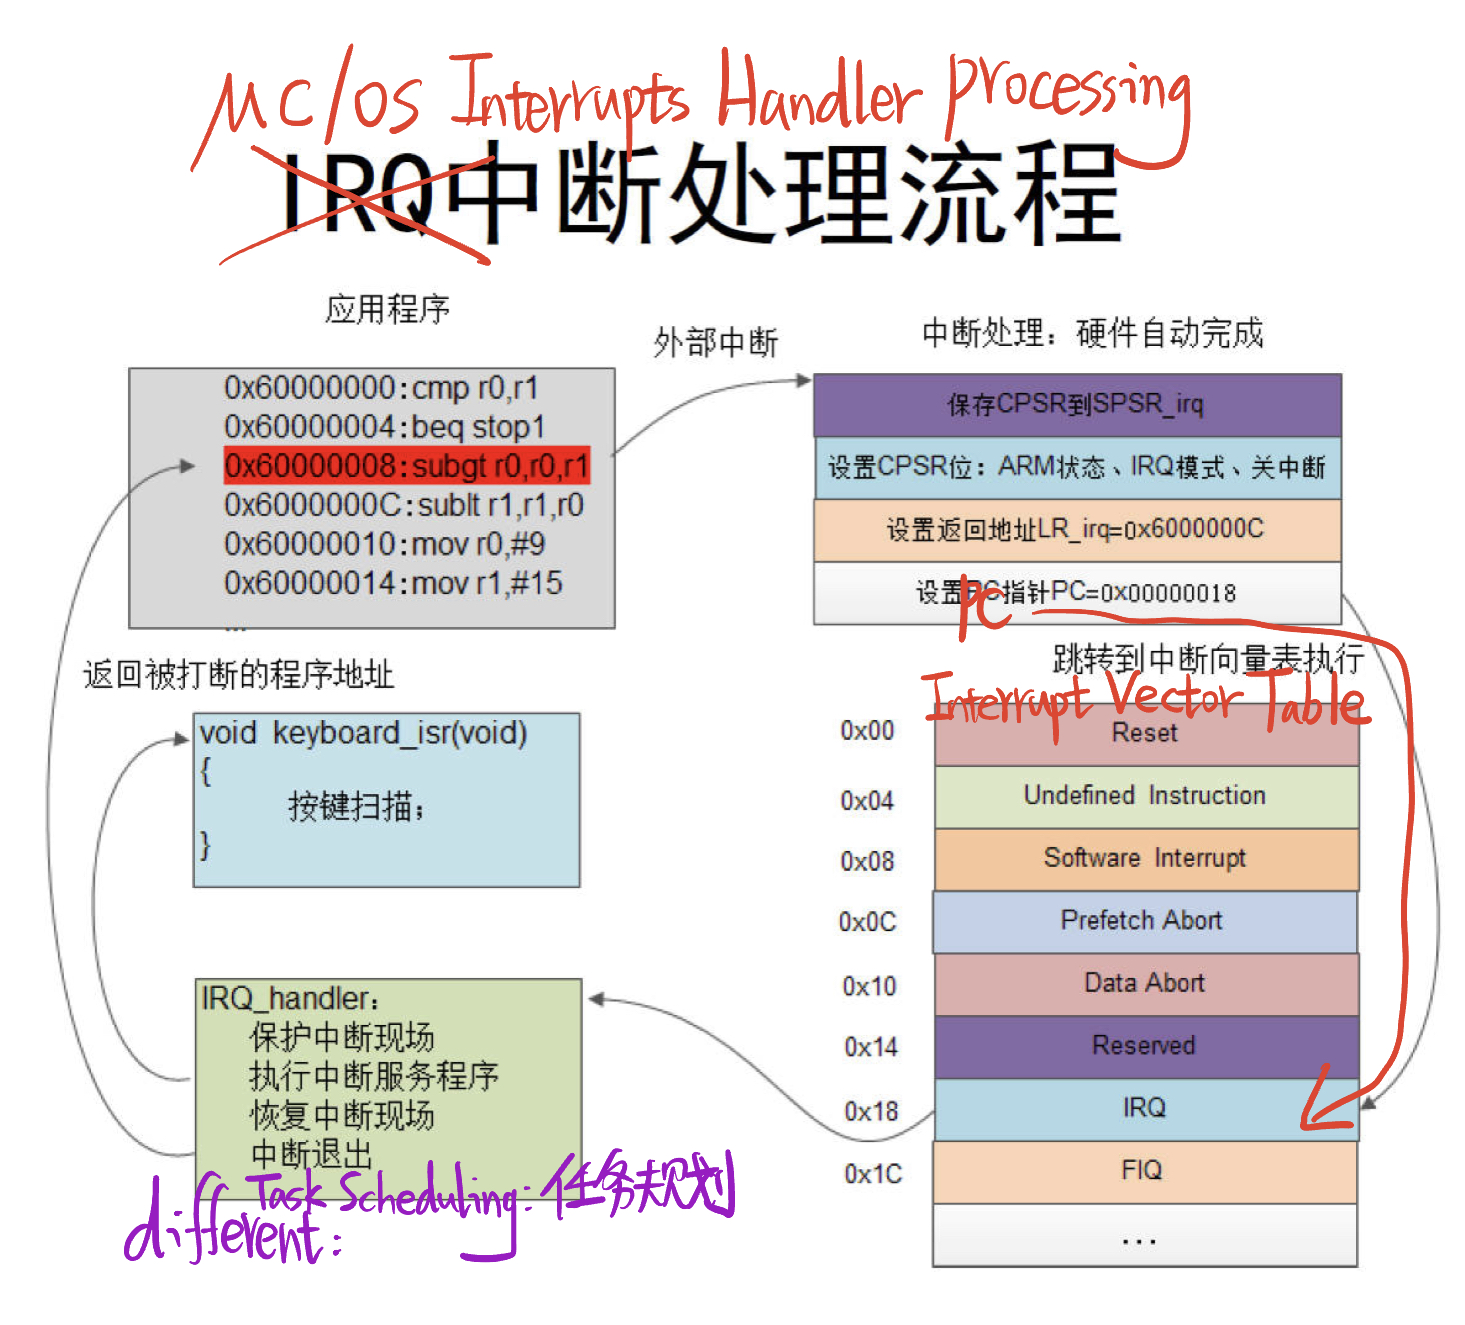 μC/OS Interrupts Handler processing
IRQ中断处理流程
应用程序
0x60000000:cmp r0,r1
0x60000004:beq stop1
0x60000008:subgt r0,r0,r1
0x6000000C:sublt r1,r1,r0
0x60000010:mov r0,#9
0x60000014:mov r1,#15
...
外部中断
中断处理：硬件自动完成
保存CPSR到SPSR_irq
设置CPSR位：ARM状态、IRQ模式、关中断
设置返回地址LR_irq=0x6000000C
设置PC指针PC=0x00000018
PC
跳转到中断向量表执行
Interrupt Vector Table
0x00 Reset
0x04 Undefined Instruction
0x08 Software Interrupt
0x0C Prefetch Abort
0x10 Data Abort
0x14 Reserved
0x18 IRQ
0x1C FIQ
...
返回被打断的程序地址
void keyboard_isr(void)
{
按键扫描；
}
IRQ_handler：
保护中断现场
执行中断服务程序
恢复中断现场
中断退出
Task Scheduling:任务规划
different: